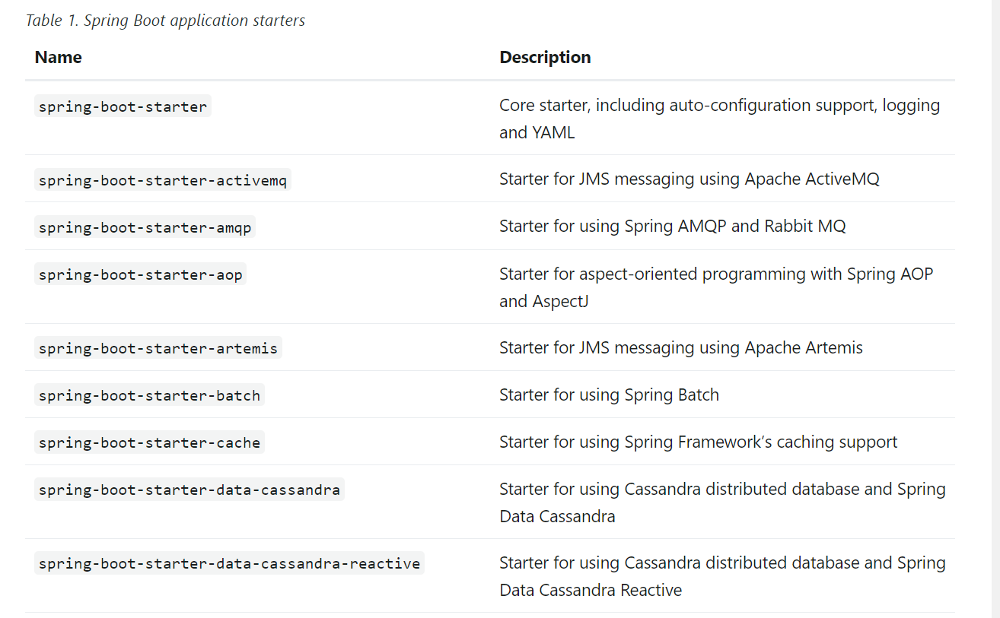 Table 1. Spring Boot application starters
Name Description
spring-boot-starter Core starter, including auto-configuration support, logging
and YAML
spring-boot-starter-activemq Starter for JMS messaging using Apache ActiveMQ
spring-boot-starter-amqp Starter for using Spring AMQP and Rabbit MQ
spring-boot-starter-aop Starter for aspect-oriented programming with Spring AOP
and AspectJ
spring-boot-starter-artemis Starter for JMS messaging using Apache Artemis
spring-boot-starter-batch Starter for using Spring Batch
spring-boot-starter-cache Starter for using Spring Framework’s caching support
spring-boot-starter-data-cassandra Starter for using Cassandra distributed database and Spring
Data Cassandra
spring-boot-starter-data-cassandra-reactive Starter for using Cassandra distributed database and Spring
Data Cassandra Reactive